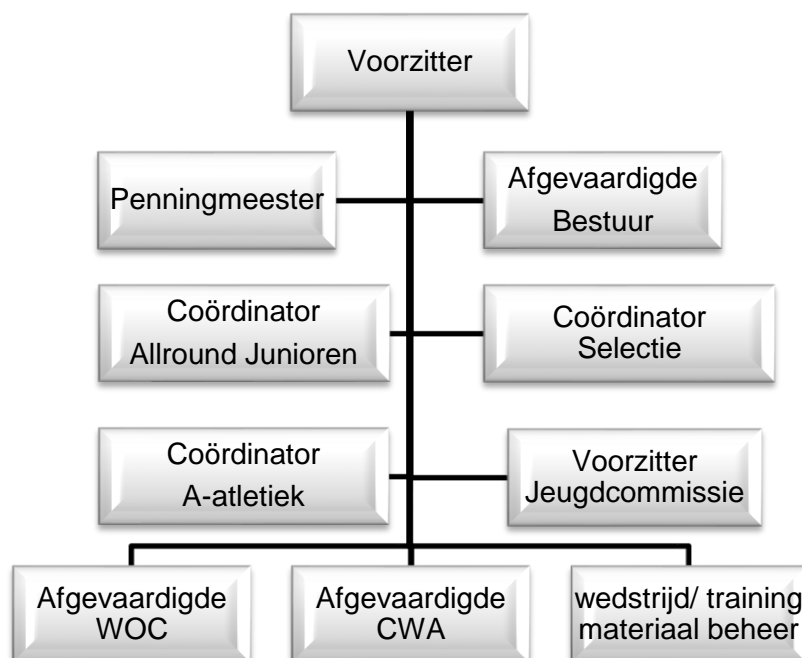 Voorzitter
Penningmeester
Afgevaardigde
Bestuur
Coördinator
Allround Junioren
Coördinator
Selectie
Coördinator
A-atletiek
Voorzitter
Jeugdcommissie
Afgevaardigde
WOC
Afgevaardigde
CWA
wedstrijd/ training
materiaal beheer